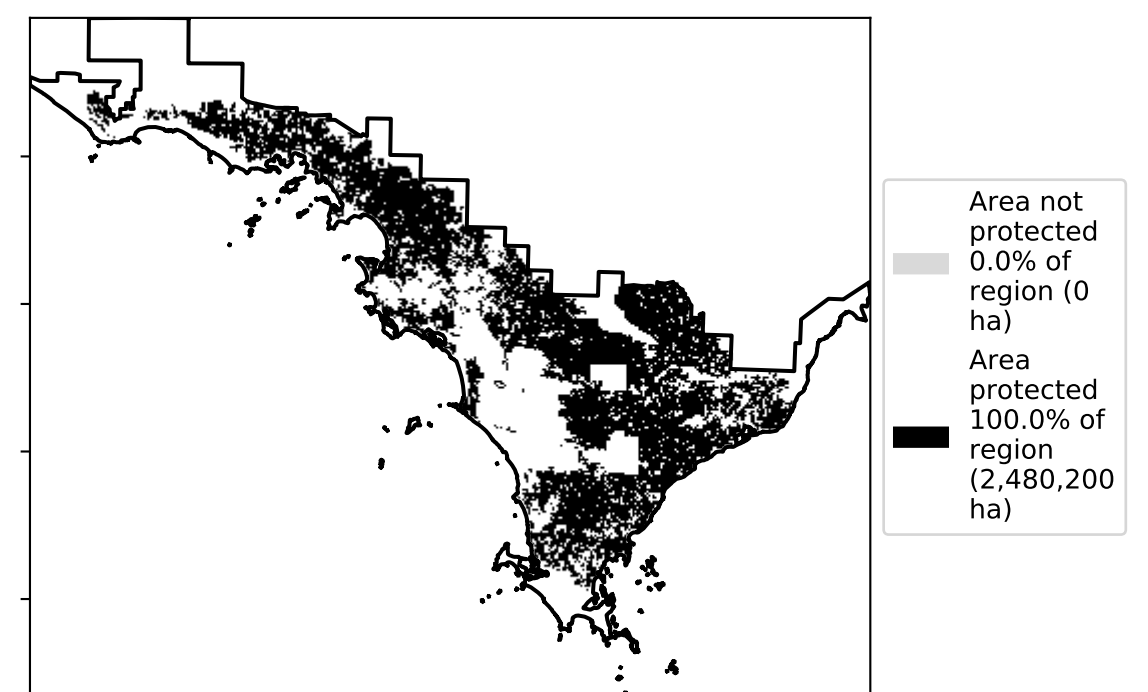 Area not
protected
0.0% of
region (0
ha)
Area
protected
100.0% of
region
(2,480,200
ha)